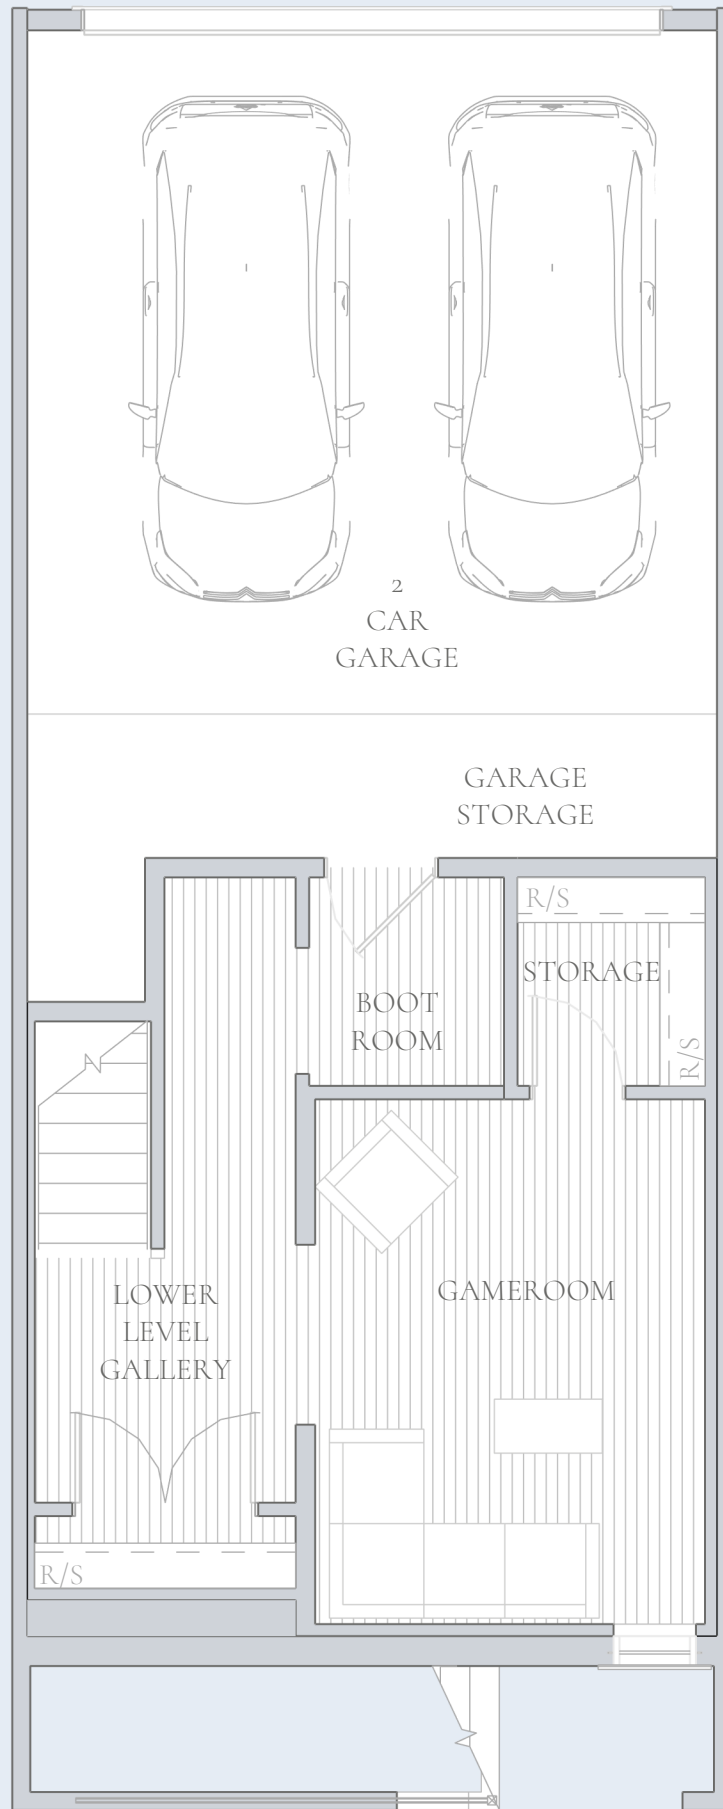 2
CAR
GARAGE
GARAGE
STORAGE
R/S
STORAGE
BOOT
ROOM
R/S
GAMEROOM
LOWER
LEVEL
GALLERY
R/S